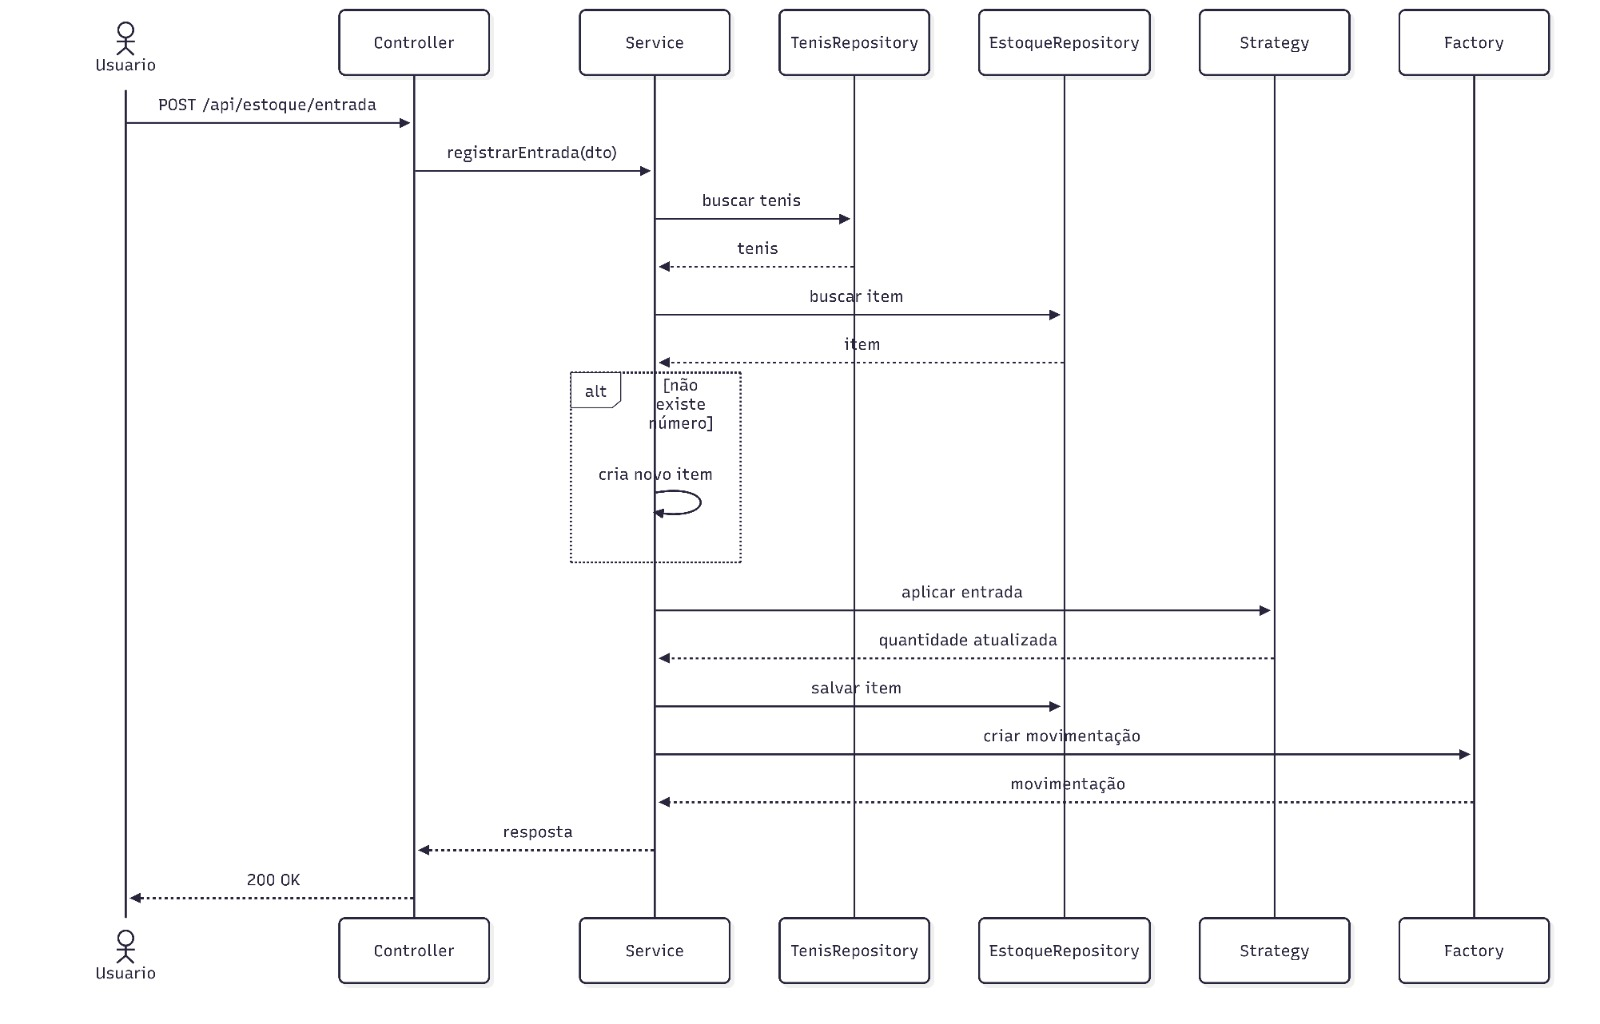 Usuario
Controller
Service
TenisRepository
EstoqueRepository
Strategy
Factory
POST /api/estoque/entrada
registrarEntrada(dto)
buscar tenis
tenis
buscar item
item
alt
[não
existe
número]
cria novo item
aplicar entrada
quantidade atualizada
salvar item
criar movimentação
movimentação
resposta
200 OK
Usuario
Controller
Service
TenisRepository
EstoqueRepository
Strategy
Factory